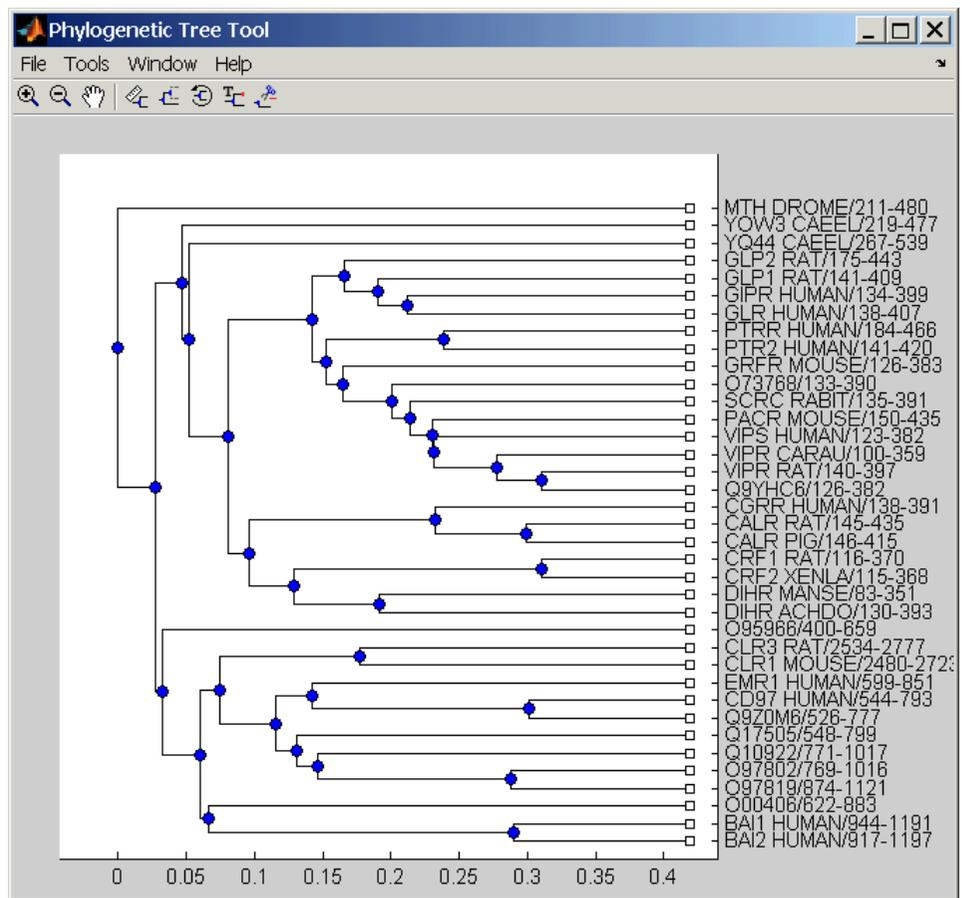 Phylogenetic Tree Tool
File Tools Window Help
MTH DROME/211-480
YOW3 CAEEL/219-477
YQ44 CAEEL/267-539
GLP2 RAT/175-443
GLP1 RAT/141-409
GIPR HUMAN/134-399
GLR HUMAN/138-407
PTRR HUMAN/184-466
PTR2 HUMAN/141-420
GRFR MOUSE/126-383
O73768/133-390
SCRC RABIT/135-391
PACR MOUSE/150-435
VIPS HUMAN/123-382
VIPR CARAU/100-359
VIPR RAT/140-397
Q9YHC6/126-382
CGRR HUMAN/138-391
CALR RAT/145-435
CALR PIG/146-415
CRF1 RAT/116-370
CRF2 XENLA/115-368
DIHR MANSE/83-351
DIHR ACHDO/130-393
O95966/400-659
CLR3 RAT/2534-2777
CLR1 MOUSE/2480-272
EMR1 HUMAN/599-851
CD97 HUMAN/544-793
Q9Z0M6/526-777
Q17505/548-799
Q10922/771-1017
O97802/769-1016
O97819/874-1121
O00406/622-883
BAI1 HUMAN/944-1191
BAI2 HUMAN/917-1197
0 0.05 0.1 0.15 0.2 0.25 0.3 0.35 0.4